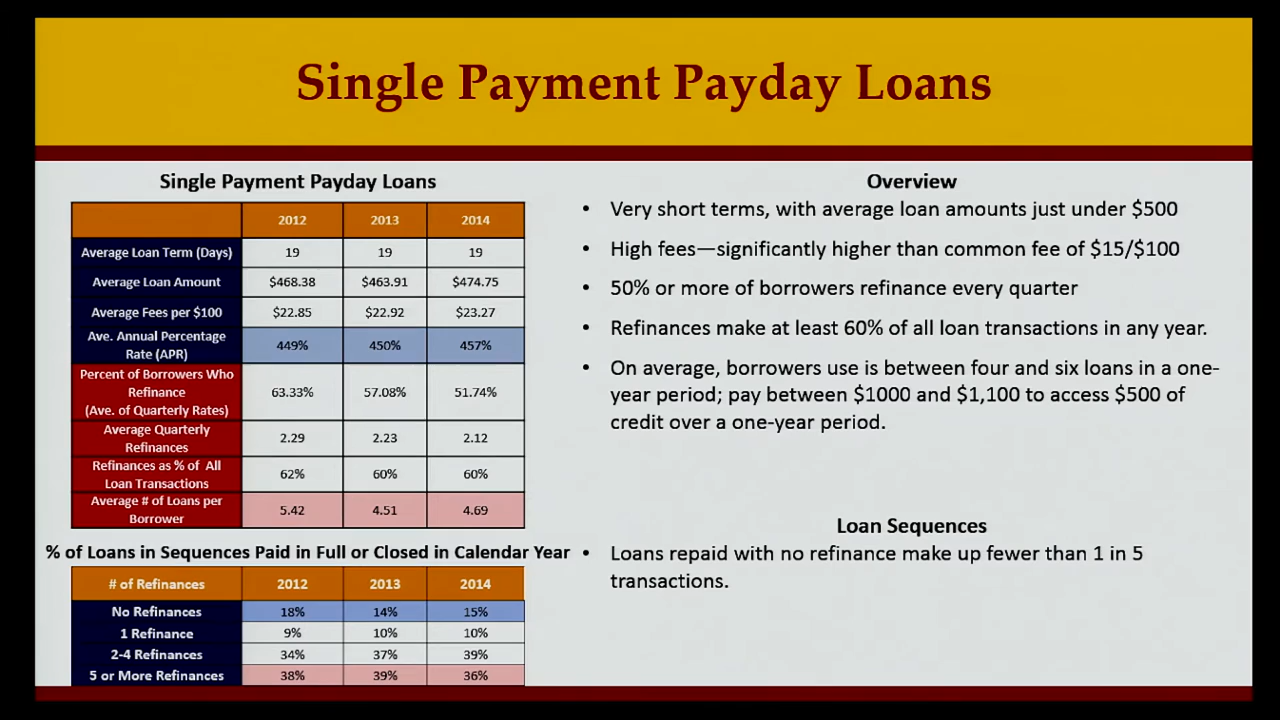 Single Payment Payday Loans
Single Payment Payday Loans
2012 2013 2014
Average Loan Term (Days) 19 19 19
Average Loan Amount $468.38 $463.91 $474.75
Average Fees per $100 $22.85 $22.92 $23.27
Ave. Annual Percentage
Rate (APR) 449% 450% 457%
Percent of Borrowers Who
Refinance
(Ave. of Quarterly Rates) 63.33% 57.08% 51.74%
Average Quarterly
Refinances 2.29 2.23 2.12
Refinances as % of All
Loan Transactions 62% 60% 60%
Average # of Loans per
Borrower 5.42 4.51 4.69
% of Loans in Sequences Paid in Full or Closed in Calendar Year
# of Refinances 2012 2013 2014
No Refinances 18% 14% 15%
1 Refinance 9% 10% 10%
2-4 Refinances 34% 37% 39%
5 or More Refinances 38% 39% 36%
Overview
• Very short terms, with average loan amounts just under $500
• High fees—significantly higher than common fee of $15/$100
• 50% or more of borrowers refinance every quarter
• Refinances make at least 60% of all loan transactions in any year.
• On average, borrowers use is between four and six loans in a one-
year period; pay between $1000 and $1,100 to access $500 of
credit over a one-year period.
Loan Sequences
• Loans repaid with no refinance make up fewer than 1 in 5
transactions.